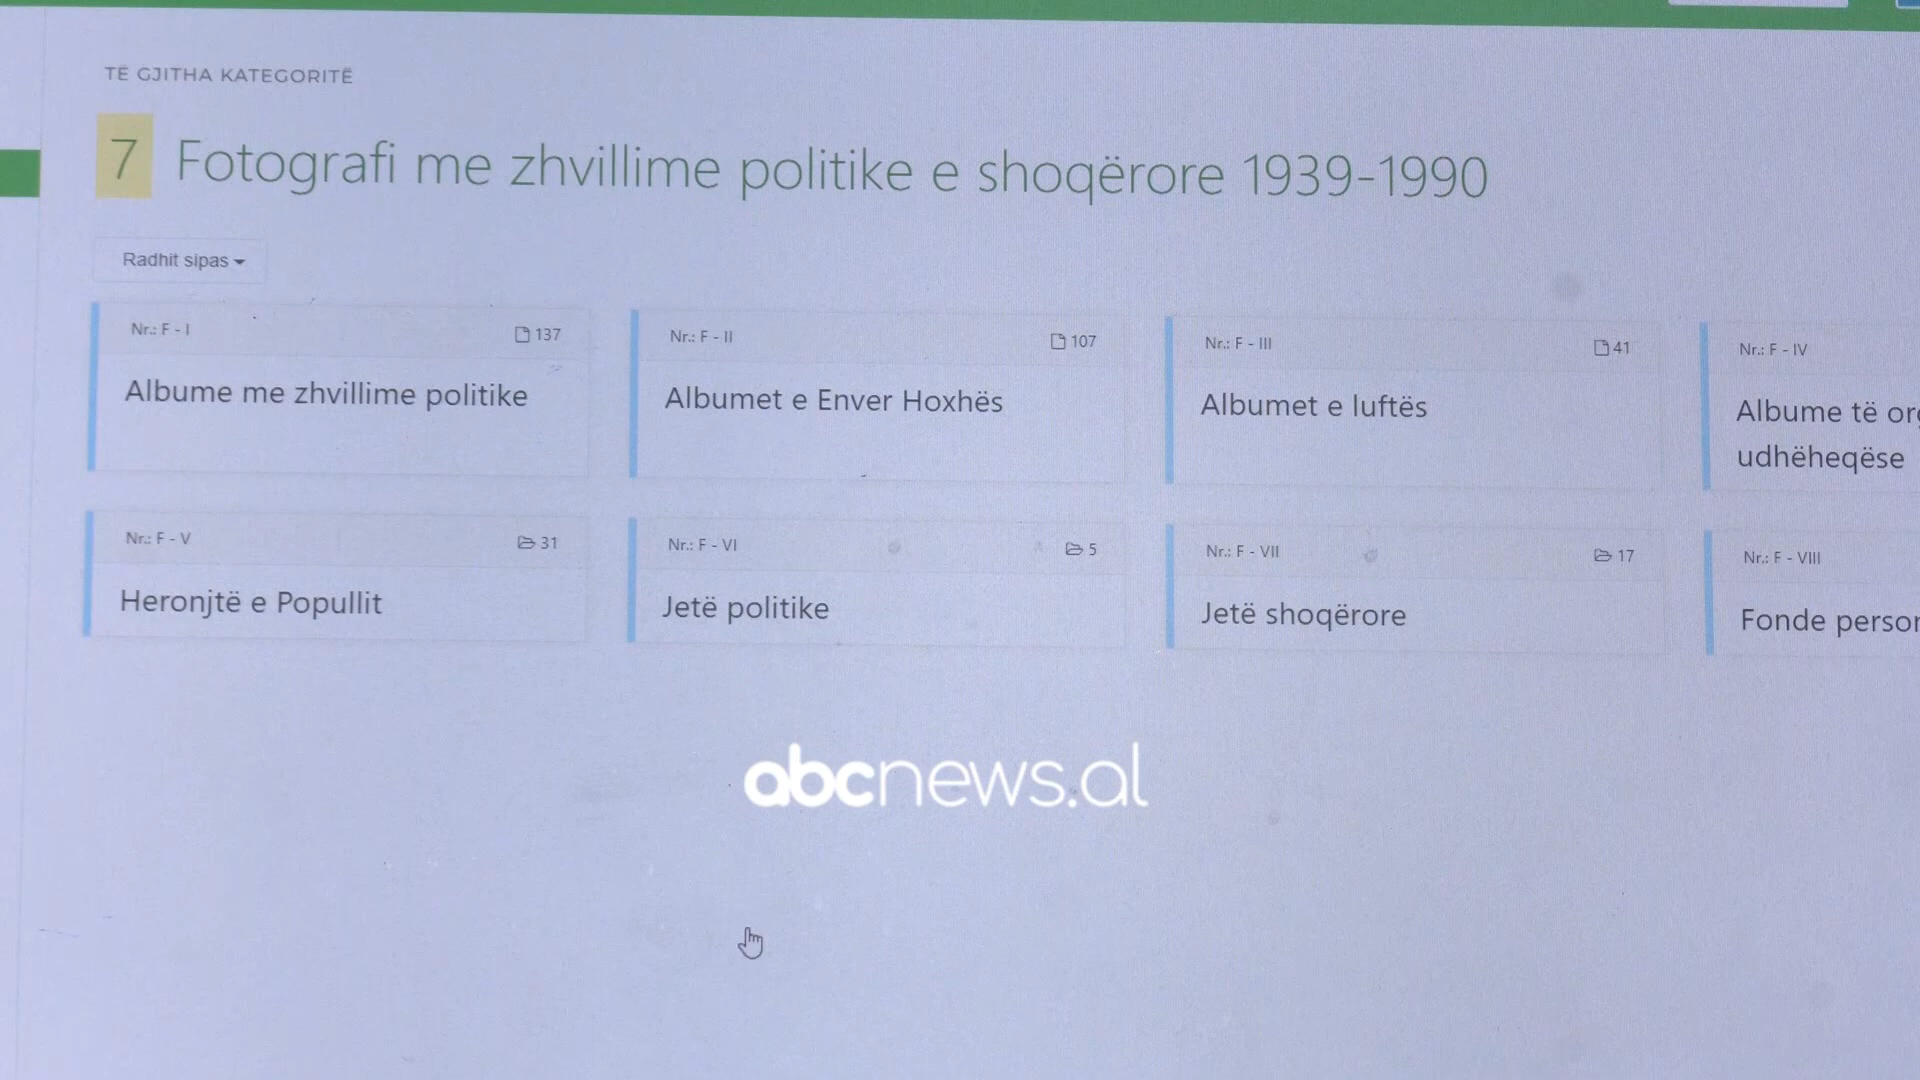 TË GJITHA KATEGORITË
7 Fotografi me zhvillime politike e shoqërore 1939-1990
Radhit sipas
Nr.: F - I 137
Albume me zhvillime politike
Nr.: F - II 107
Albumet e Enver Hoxhës
Nr.: F - III 41
Albumet e luftës
Nr.: F - IV
Albume të
udhëheqëse
Nr.: F - V 31
Heronjtë e Popullit
Nr.: F - VI 5
Jetë politike
Nr.: F - VII 17
Jetë shoqërore
Nr.: F - VIII
Fonde
abcnews.al